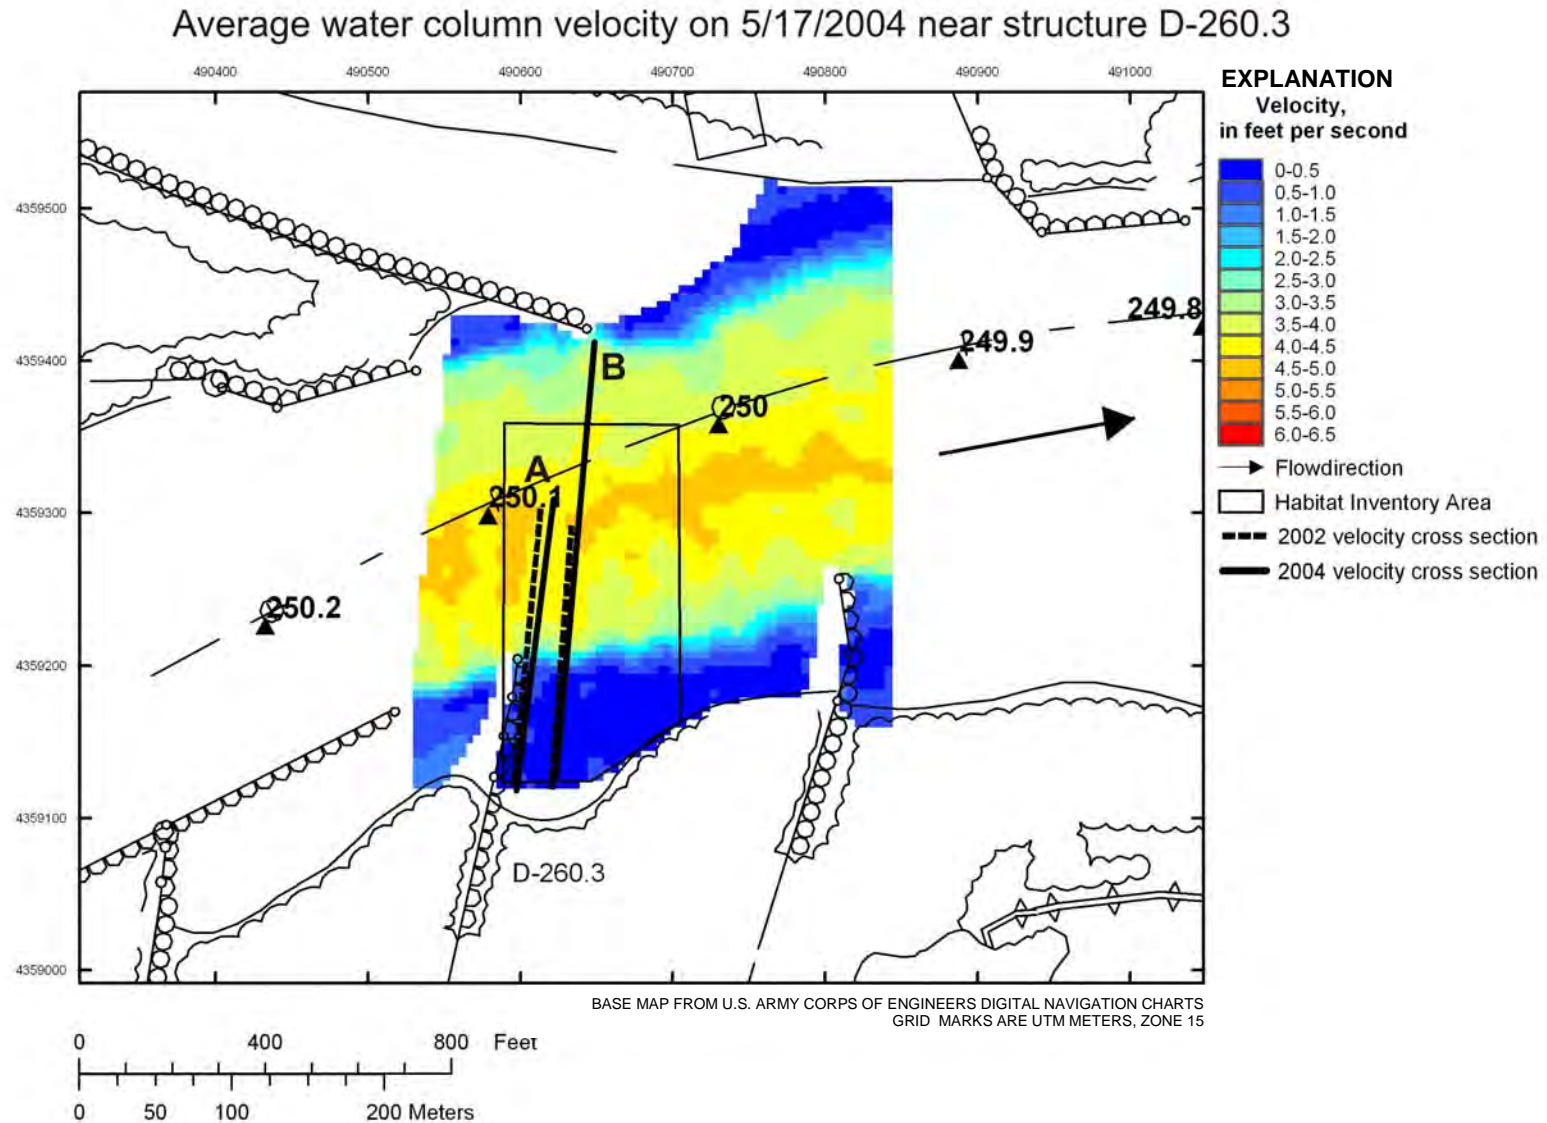 Average water column velocity on 5/17/2004 near structure D-260.3
490400 490500 490600 490700 490800 490900 491000
EXPLANATION
Velocity,
in feet per second
0-0.5
0.5-1.0
1.0-1.5
1.5-2.0
2.0-2.5
2.5-3.0
3.0-3.5
3.5-4.0
4.0-4.5
4.5-5.0
5.0-5.5
5.5-6.0
6.0-6.5
Flowdirection
Habitat Inventory Area
2002 velocity cross section
2004 velocity cross section
4359500
4359400
4359300
4359200
4359100
4359000
249.8
249.9
B
250
A
250.1
250.2
D-260.3
BASE MAP FROM U.S. ARMY CORPS OF ENGINEERS DIGITAL NAVIGATION CHARTS
GRID MARKS ARE UTM METERS, ZONE 15
0 400 800 Feet
0 50 100 200 Meters